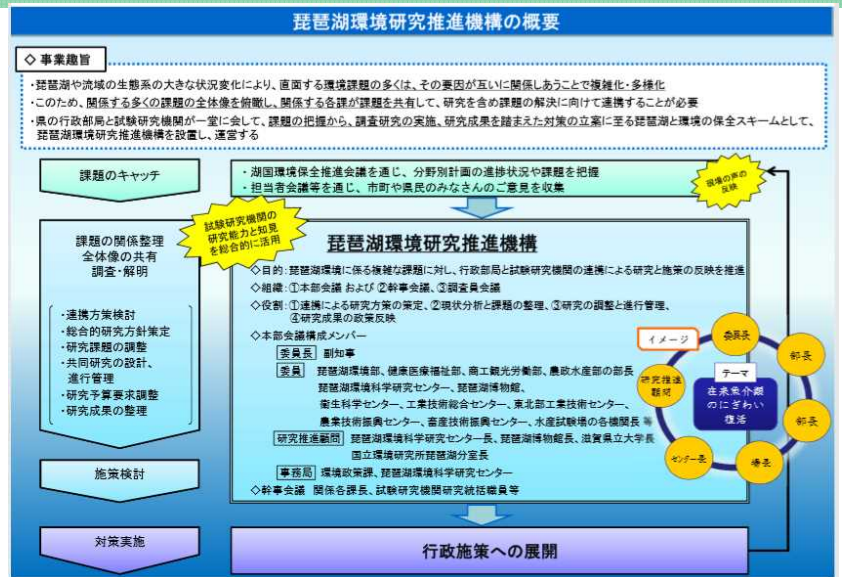 琵琶湖環境研究推進機構の概要
◇ 事業趣旨
・琵琶湖や流域の生態系の大きな状況変化により、直面する環境課題の多くは、その要因が互いに関係しあうことで複雑化・多様化
・このため、関係する多くの課題の全体像を俯瞰し、関係する各課が課題を共有して、研究を含め課題の解決に向けて連携することが必要
・県の行政部局と試験研究機関が一堂に会して、課題の把握から、調査研究の実施、研究成果を踏まえた対策の立案に至る琵琶湖と環境の保全スキームとして、
琵琶湖環境研究推進機構を設置し、運営する
課題のキャッチ
・湖国環境保全推進会議を通じ、分野別計画の進捗状況や課題を把握
・担当者会議等を通じ、市町や県民のみなさんのご意見を収集
現場の声の
反映
課題の関係整理
全体像の共有
調査・解明
・連携方策検討
・総合的研究方針策定
・研究課題の調整
・共同研究の設計、
進行管理
・研究予算要求調整
・研究成果の整理
試験研究機関の
研究能力と知見
を総合的に活用
琵琶湖環境研究推進機構
◇目的:琵琶湖環境に係る複雑な課題に対し、行政部局と試験研究機関の連携による研究と施策の反映を推進
◇組織:①本部会議 および ②幹事会議、③調査員会議
◇役割:①連携による研究方策の策定、②現状分析と課題の整理、③研究の調整と進行管理、
④研究成果の政策反映
◇本部会議構成メンバー
委員長 副知事
委員 琵琶湖環境部、健康医療福祉部、商工観光労働部、農政水産部の部長
琵琶湖環境科学研究センター、琵琶湖博物館、
衛生科学センター、工業技術総合センター、東北部工業技術センター、
農業技術振興センター、畜産技術振興センター、水産試験場の各機関長 等
研究推進顧問 琵琶湖環境科学研究センター長、琵琶湖博物館長、滋賀県立大学長
国立環境研究所琵琶湖分室長
事務局 環境政策課、琵琶湖環境科学研究センター
◇幹事会議 関係各課長、試験研究機関研究統括職員等
イメージ
委員長
部長
部長
場長
センター長
研究推進
顧問
テーマ
在来魚介類
のにぎわい
復活
施策検討
対策実施
行政施策への展開